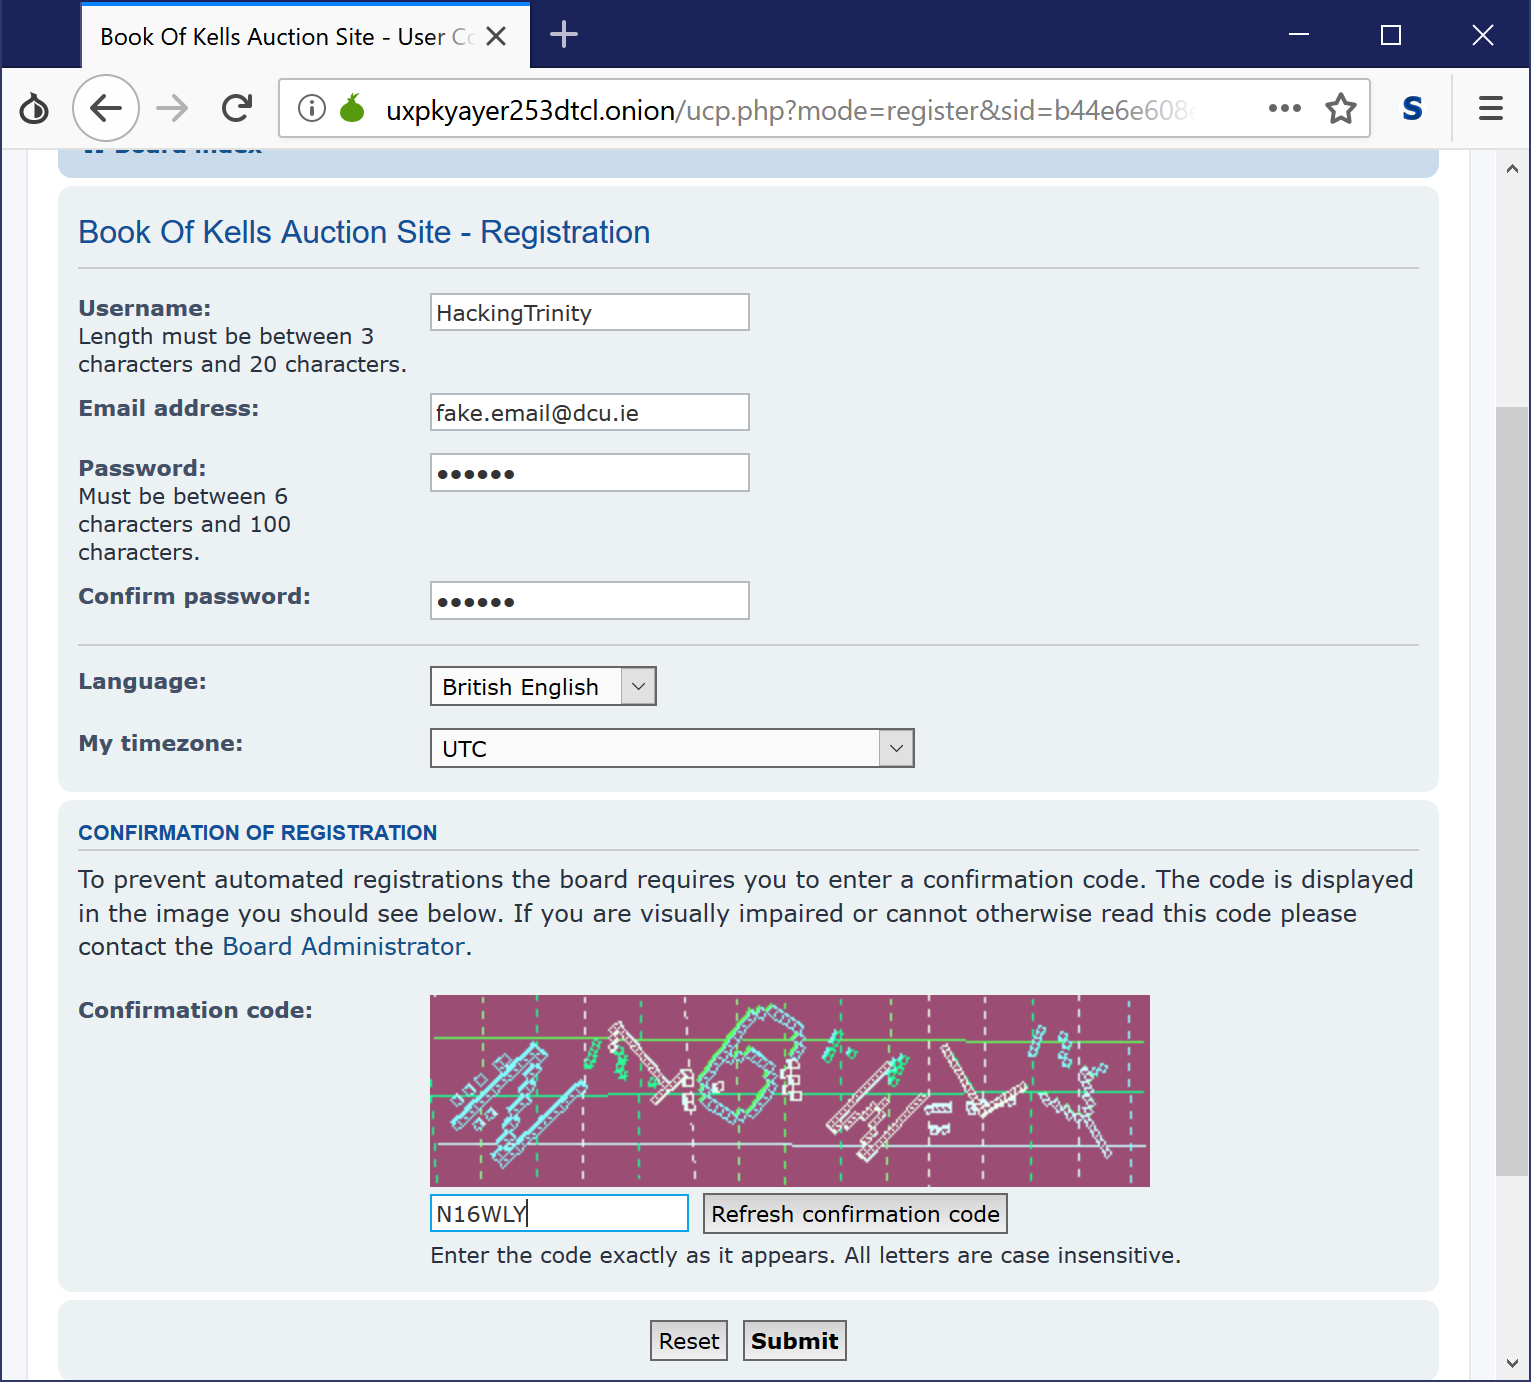 Book Of Kells Auction Site - User Co
uxpkyayer253dtcl.onion/ucp.php?mode=register&sid=b44e6e608
S
Board Index
Book Of Kells Auction Site - Registration
Username:
Length must be between 3
characters and 20 characters.
HackingTrinity
Email address:
fake.email@dcu.ie
Password:
Must be between 6
characters and 100
characters.
••••••
Confirm password:
••••••
Language:
British English
My timezone:
UTC
CONFIRMATION OF REGISTRATION
To prevent automated registrations the board requires you to enter a confirmation code. The code is displayed
in the image you should see below. If you are visually impaired or cannot otherwise read this code please
contact the Board Administrator.
Confirmation code:
N16WLY
Refresh confirmation code
Enter the code exactly as it appears. All letters are case insensitive.
Reset
Submit